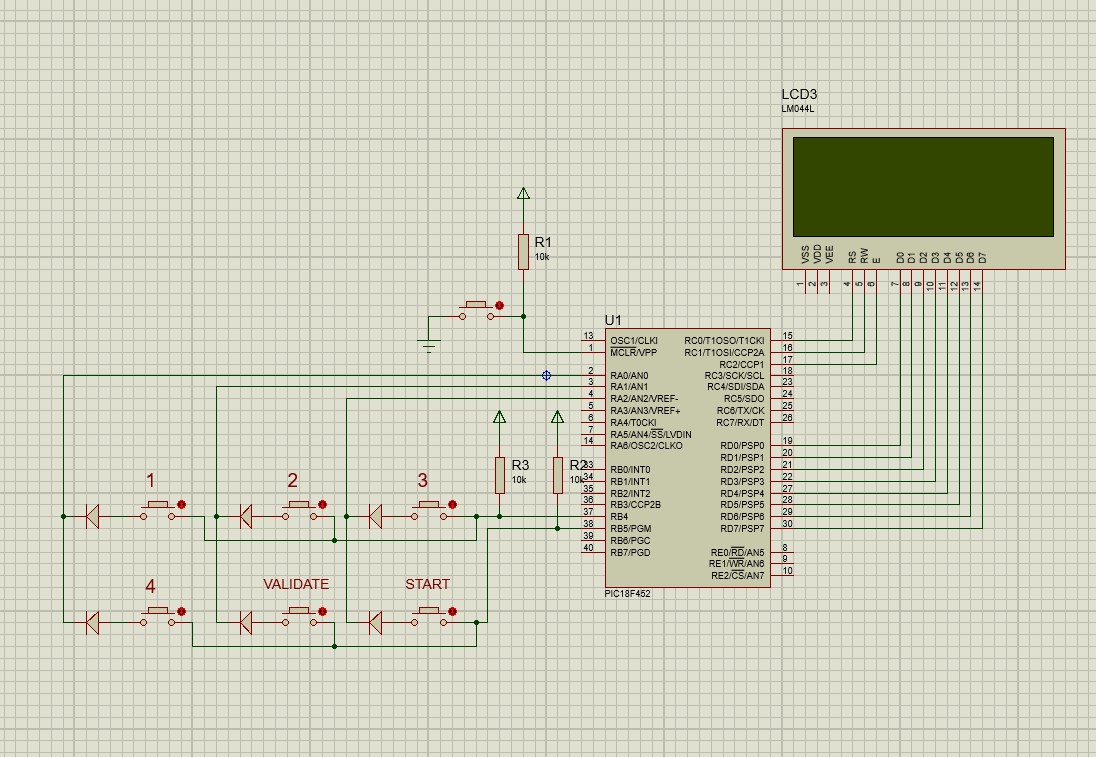 LCD3
LM044L
VSS
VDD
VEE
RS
RW
E
D0
D1
D2
D3
D4
D5
D6
D7
1
2
3
4
5
6
7
8
9
10
11
12
13
14
R1
10k
U1
13 OSC1/CLKI RC0/T1OSO/T1CKI 15
1 MCLR/VPP RC1/T1OSI/CCP2A 16
RC2/CCP1 17
2 RA0/AN0 RC3/SCK/SCL 18
3 RA1/AN1 RC4/SDI/SDA 23
4 RA2/AN2/VREF- RC5/SDO 24
5 RA3/AN3/VREF+ RC6/TX/CK 25
6 RA4/T0CKI RC7/RX/DT 26
7 RA5/AN4/SS/LVDIN
14 RA6/OSC2/CLKO RD0/PSP0 19
RD1/PSP1 20
33 RB0/INT0 RD2/PSP2 21
34 RB1/INT1 RD3/PSP3 22
35 RB2/INT2 RD4/PSP4 27
36 RB3/CCP2B RD5/PSP5 28
37 RB4 RD6/PSP6 29
38 RB5/PGM RD7/PSP7 30
39 RB6/PGC
40 RB7/PGD RE0/RD/AN5 8
RE1/WR/AN6 9
RE2/CS/AN7 10
PIC18F452
R3
10k
R2
10k
1 2 3
4 VALIDATE START